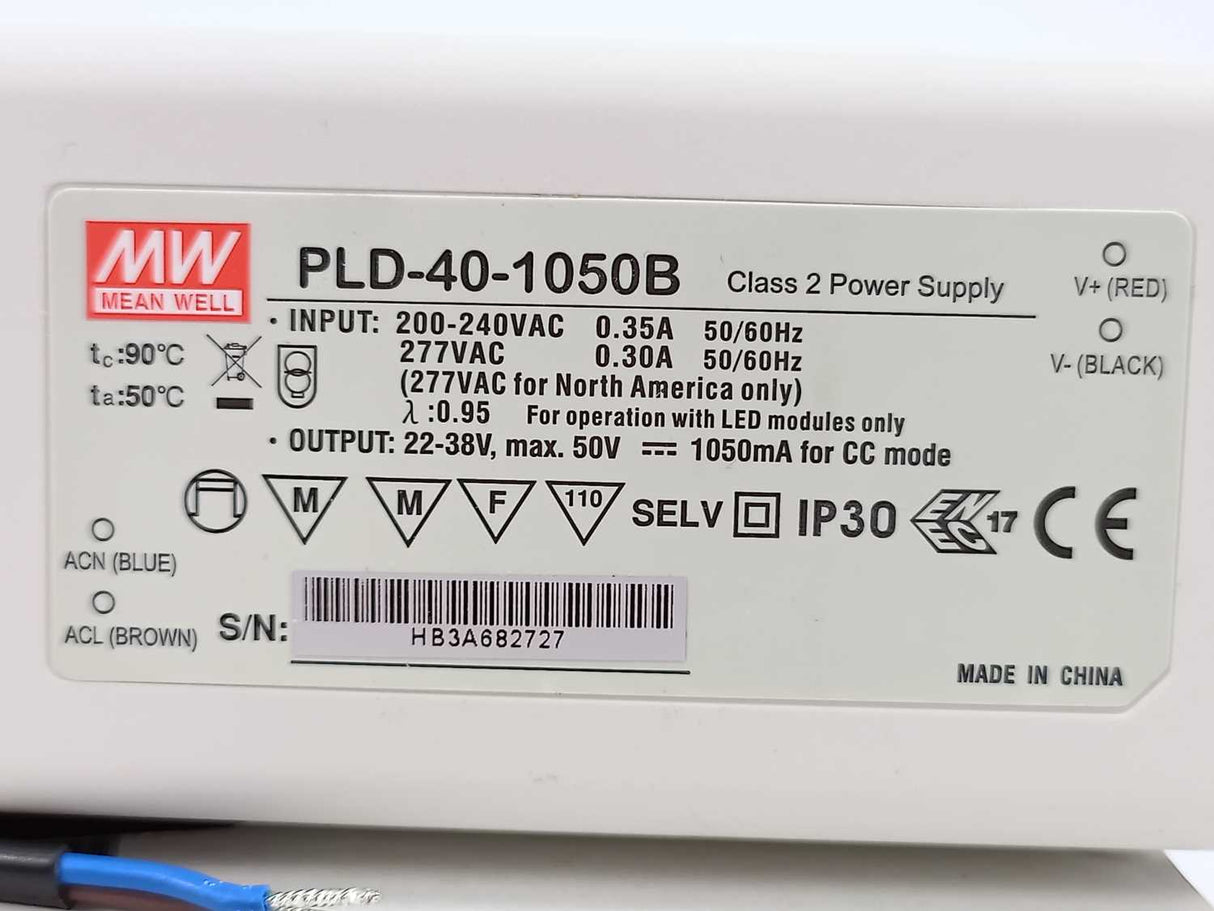 MW
MEAN WELL
PLD-40-1050B Class 2 Power Supply
V+ (RED)
V- (BLACK)
tc:90°C
ta:50°C
· INPUT: 200-240VAC 0.35A 50/60Hz
277VAC 0.30A 50/60Hz
(277VAC for North America only)
λ :0.95 For operation with LED modules only
· OUTPUT: 22-38V, max. 50V ⎓ 1050mA for CC mode
M M F 110 SELV IP30 ENEC 17 CE
ACN (BLUE)
ACL (BROWN)
S/N:
HB3A682727
MADE IN CHINA